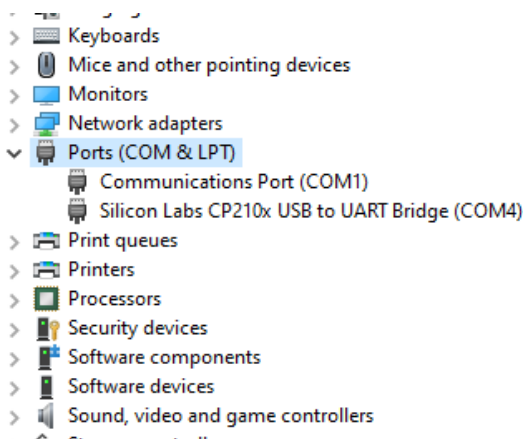 Keyboards
Mice and other pointing devices
Monitors
Network adapters
Ports (COM & LPT)
Communications Port (COM1)
Silicon Labs CP210x USB to UART Bridge (COM4)
Print queues
Printers
Processors
Security devices
Software components
Software devices
Sound, video and game controllers